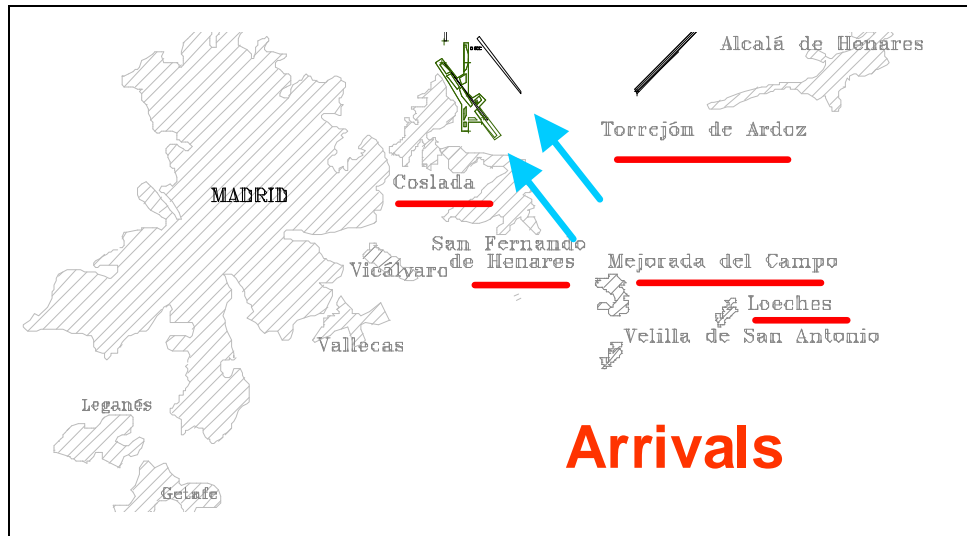 Alcalá de Henares
Torrejón de Ardoz
Coslada
MADRID
San Fernando
de Henares
Vicálvaro
Mejorada del Campo
Loeches
Vallecas
Velilla de San Antonio
Leganés
Arrivals
Getafe